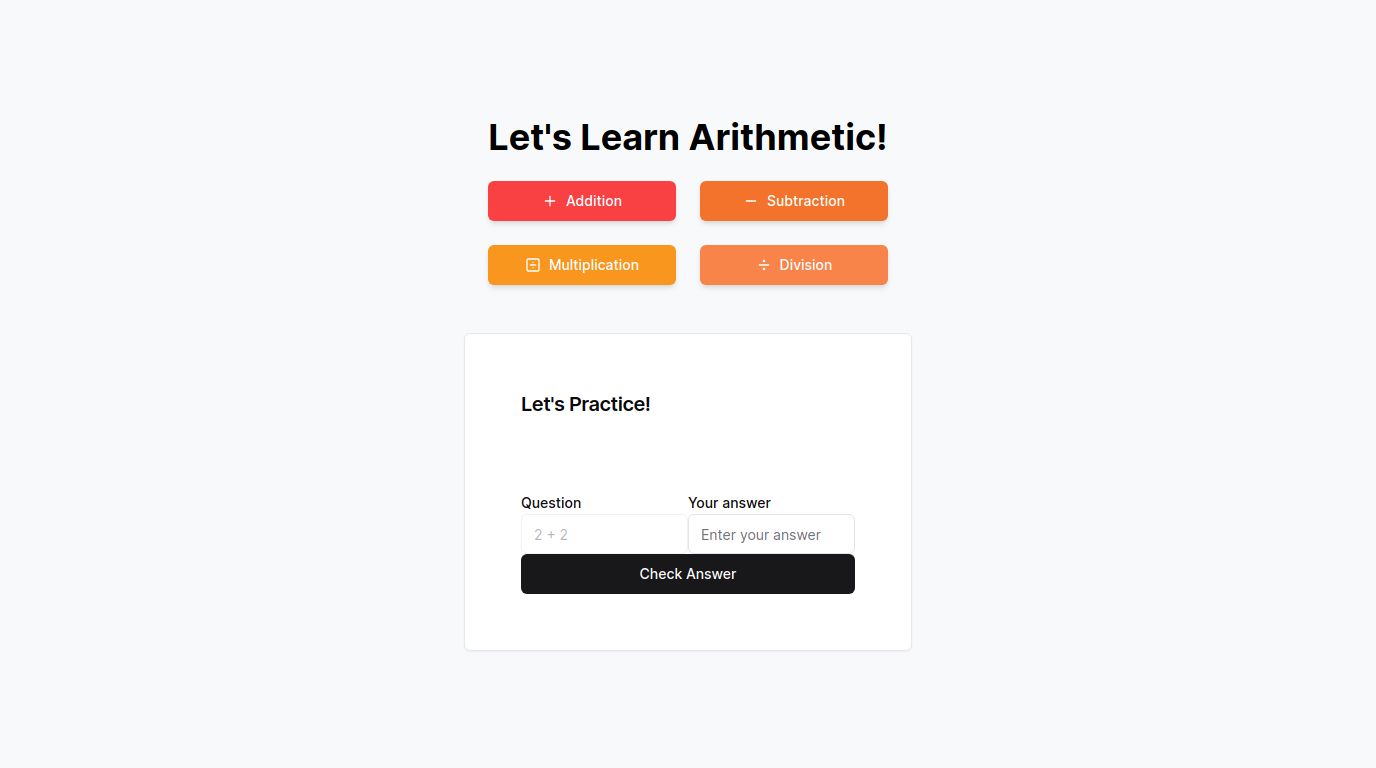 Let's Learn Arithmetic!
Addition
Subtraction
Multiplication
Division
Let's Practice!
Question
Your answer
2 + 2
Enter your answer
Check Answer